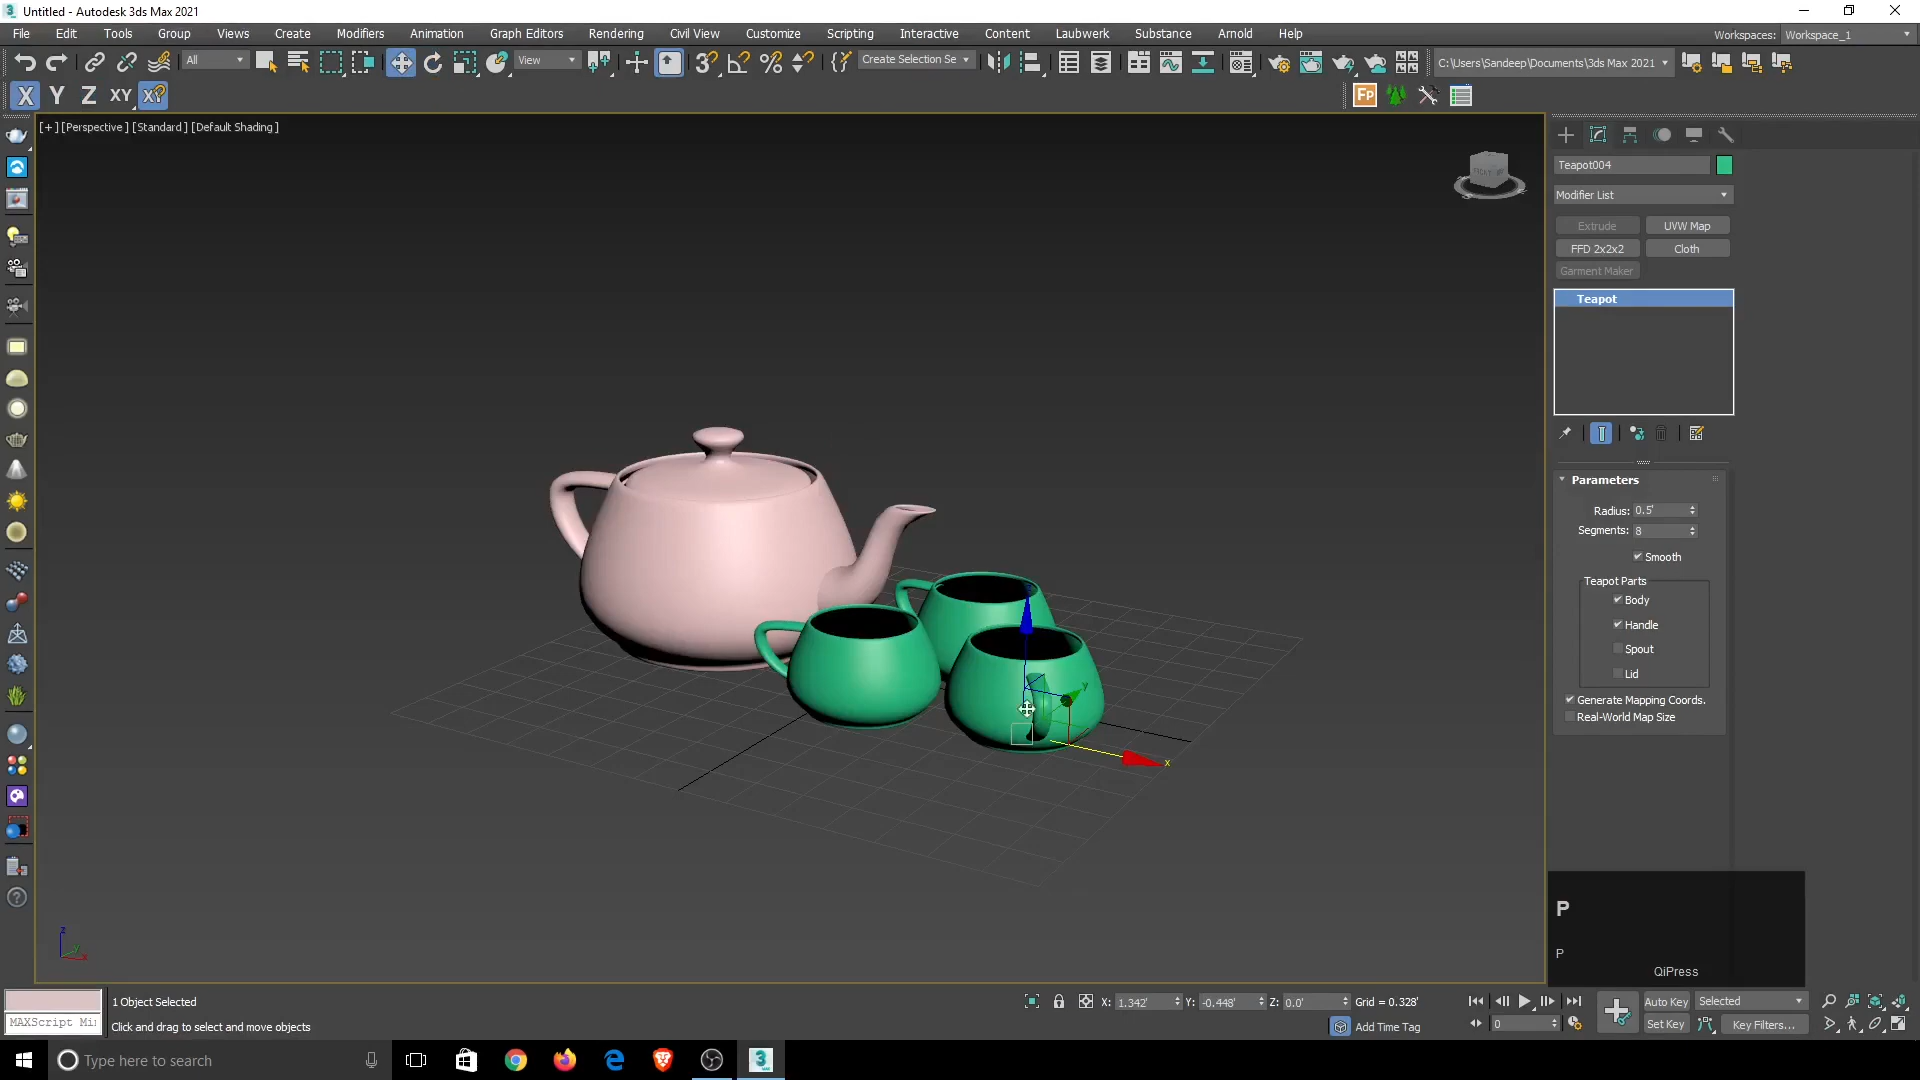 Untitled - Autodesk 3ds Max 2021
File Edit Tools Group Views Create Modifiers Animation Graph Editors Rendering Civil View Customize Scripting Interactive Content Laubwerk Substance Arnold Help
Workspaces: Workspace_1
All View Create Selection Se C:\Users\Sandeep\Documents\3ds Max 2021
X Y Z XY XY
Fp
[+] [Perspective ] [Standard ] [Default Shading ]
Teapot004
Modifier List
Extrude UVW Map
FFD 2x2x2 Cloth
Garment Maker
Teapot
Parameters
Radius: 0.5'
Segments: 8
Smooth
Teapot Parts
Body
Handle
Spout
Lid
Generate Mapping Coords.
Real-World Map Size
x
y
z
x
P
P
QiPress
1 Object Selected
X: 1.342' Y: -0.448' Z: 0.0' Grid = 0.328'
Auto Key Selected
MAXScript Mi
Click and drag to select and move objects
Add Time Tag
0
Set Key Key Filters...
Type here to search
3